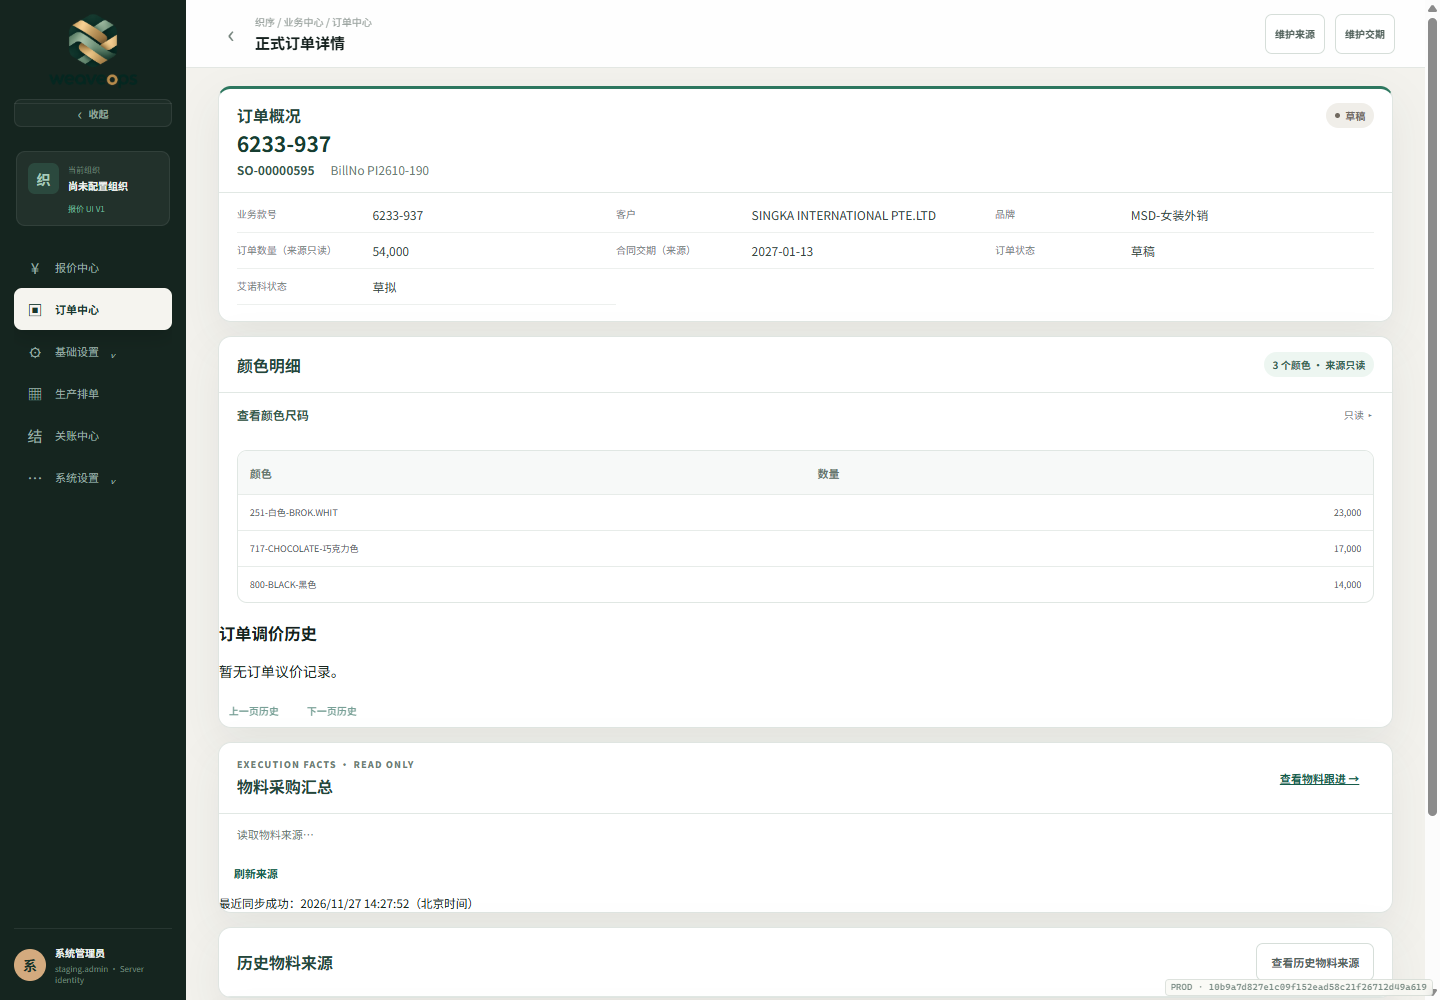 weaveops
‹ 收起
织
当前组织
尚未配置组织
报价 UI V1
¥ 报价中心
订单中心
基础设置 v
生产排单
结 关账中心
··· 系统设置 v
系
系统管理员
staging.admin · Server identity
‹
织序 / 业务中心 / 订单中心
正式订单详情
维护来源
维护交期
订单概况
6233-937
SO-00000595 BillNo PI2610-190
• 草稿
业务款号 6233-937 客户 SINGKA INTERNATIONAL PTE.LTD 品牌 MSD-女装外销
订单数量（来源只读） 54,000 合同交期（来源） 2027-01-13 订单状态 草稿
艾诺科状态 草拟
颜色明细
3 个颜色 · 来源只读
查看颜色尺码
只读 ▸
颜色 数量
251-白色-BROK.WHIT 23,000
717-CHOCOLATE-巧克力色 17,000
800-BLACK-黑色 14,000
订单调价历史
暂无订单议价记录。
上一页历史 下一页历史
EXECUTION FACTS · READ ONLY
物料采购汇总
查看物料跟进 →
读取物料来源…
刷新来源
最近同步成功：2026/11/27 14:27:52（北京时间）
历史物料来源
查看历史物料来源
PROD · 10b9a7d827e1c09f152ead58c21f26712d49a619